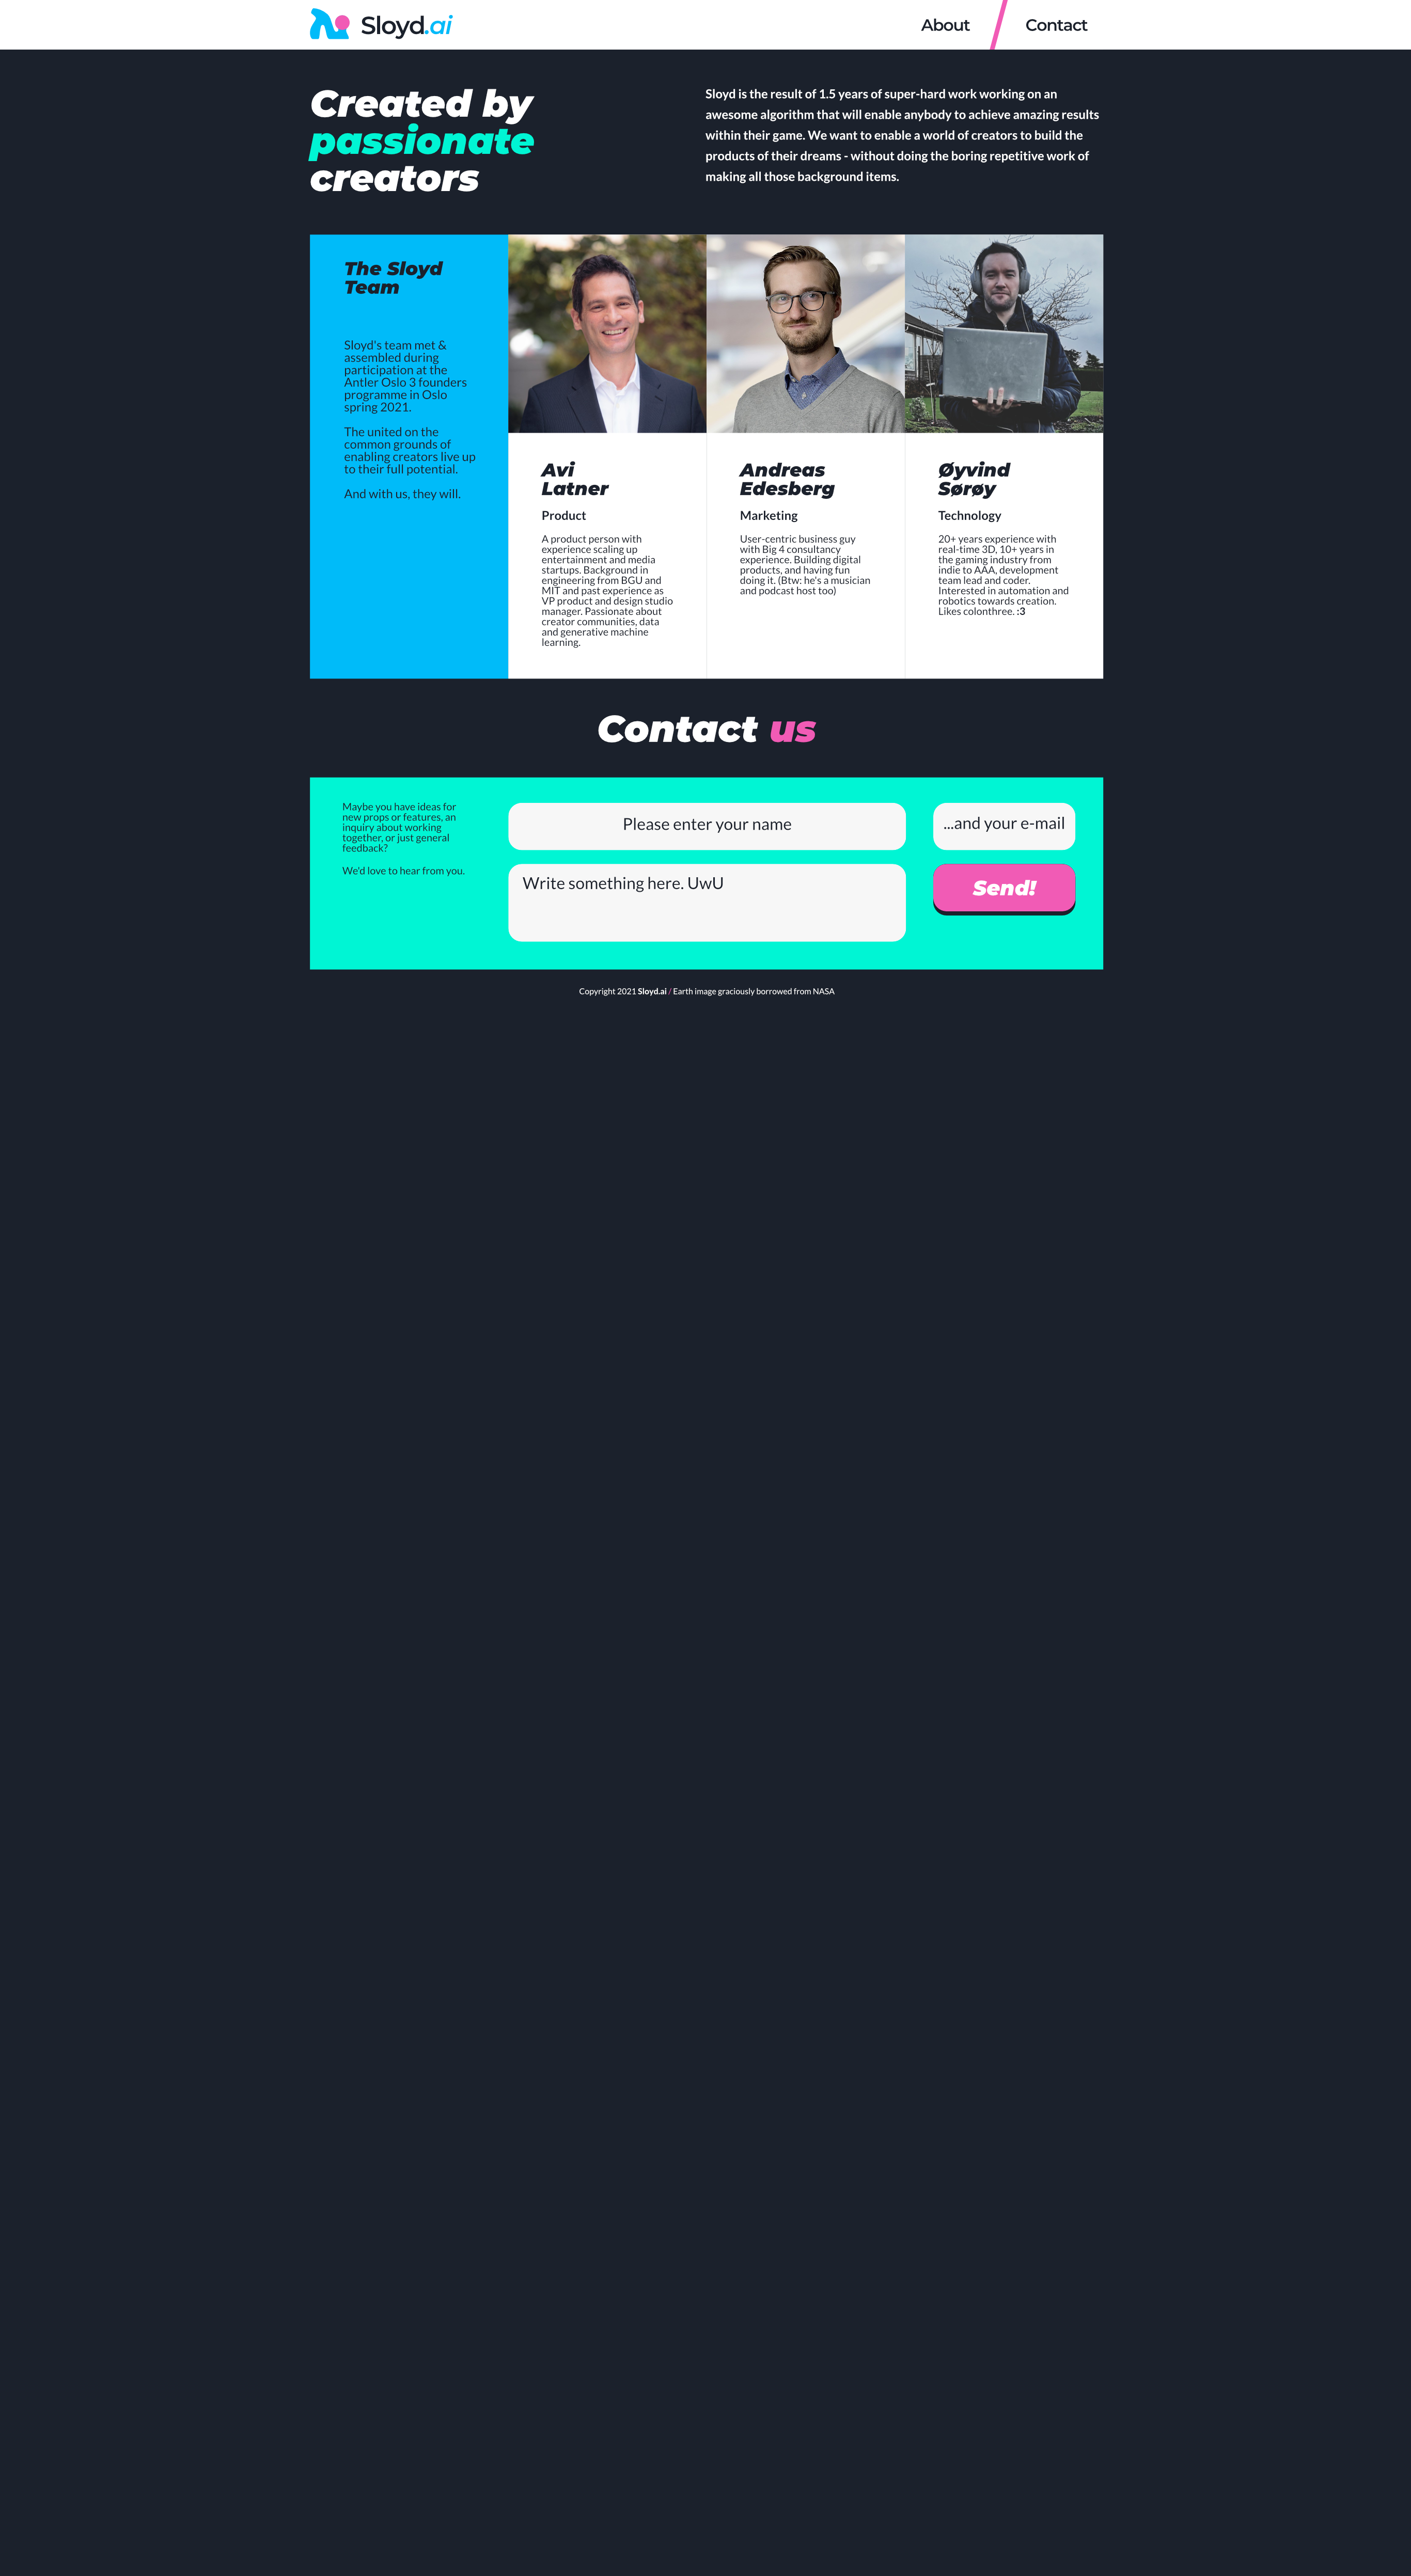 Sloyd.ai
About
Contact
Created by
passionate
creators
Sloyd is the result of 1.5 years of super-hard work working on an
awesome algorithm that will enable anybody to achieve amazing results
within their game. We want to enable a world of creators to build the
products of their dreams - without doing the boring repetitive work of
making all those background items.
The Sloyd
Team
Sloyd's team met &
assembled during
participation at the
Antler Oslo 3 founders
programme in Oslo
spring 2021.
The united on the
common grounds of
enabling creators live up
to their full potential.
And with us, they will.
Avi
Latner
Product
A product person with
experience scaling up
entertainment and media
startups. Background in
engineering from BGU and
MIT and past experience as
VP product and design studio
manager. Passionate about
creator communities, data
and generative machine
learning.
Andreas
Edesberg
Marketing
User-centric business guy
with Big 4 consultancy
experience. Building digital
products, and having fun
doing it. (Btw: he's a musician
and podcast host too)
Øyvind
Sørøy
Technology
20+ years experience with
real-time 3D, 10+ years in
the gaming industry from
indie to AAA, development
team lead and coder.
Interested in automation and
robotics towards creation.
Likes colonthree. :3
Contact us
Maybe you have ideas for
new props or features, an
inquiry about working
together, or just general
feedback?
We'd love to hear from you.
Please enter your name
...and your e-mail
Write something here. UwU
Send!
Copyright 2021 Sloyd.ai / Earth image graciously borrowed from NASA